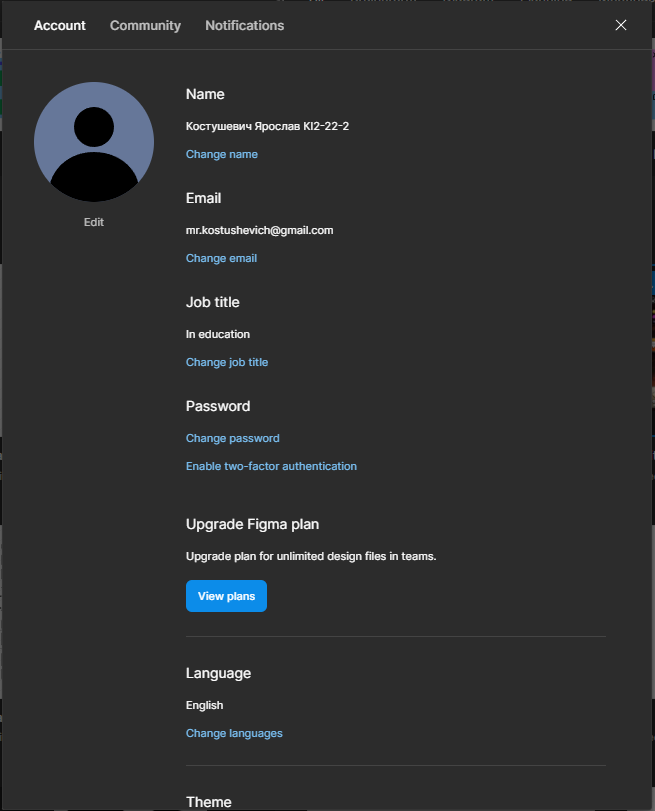 Account Community Notifications
Name
Костушевич Ярослав КІ2-22-2
Change name
Edit
Email
mr.kostushevich@gmail.com
Change email
Job title
In education
Change job title
Password
Change password
Enable two-factor authentication
Upgrade Figma plan
Upgrade plan for unlimited design files in teams.
View plans
Language
English
Change languages
Theme